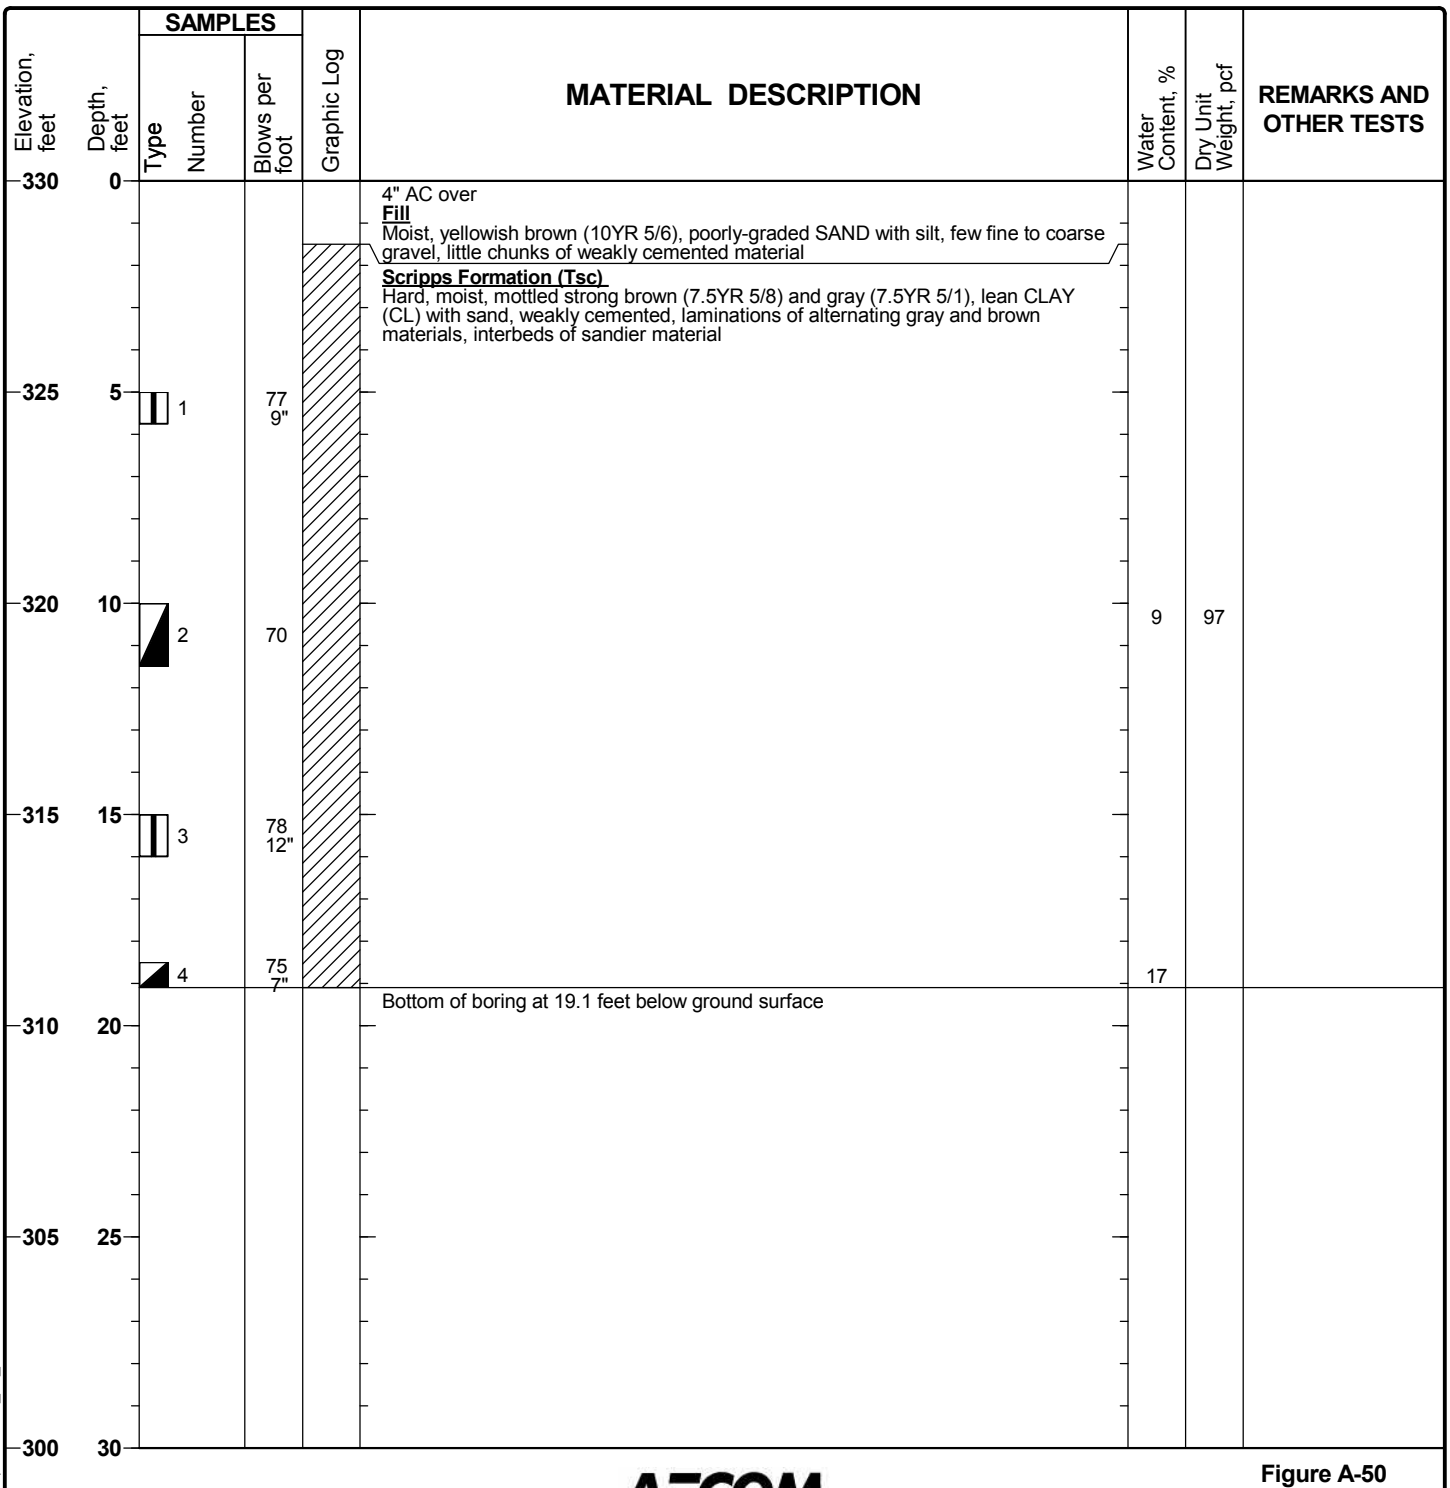 SAMPLES
Elevation,
feet
Depth,
feet
Type
Number
Blows per
foot
Graphic Log
MATERIAL DESCRIPTION
Water
Content, %
Dry Unit
Weight, pcf
REMARKS AND
OTHER TESTS
330 0
4" AC over
Fill
Moist, yellowish brown (10YR 5/6), poorly-graded SAND with silt, few fine to coarse
gravel, little chunks of weakly cemented material
Scripps Formation (Tsc)
Hard, moist, mottled strong brown (7.5YR 5/8) and gray (7.5YR 5/1), lean CLAY
(CL) with sand, weakly cemented, laminations of alternating gray and brown
materials, interbeds of sandier material
325 5
1 77
9"
320 10
2 70 9 97
315 15
3 78
12"
4 75
7" 17
Bottom of boring at 19.1 feet below ground surface
310 20
305 25
300 30
AECOM
Figure A-50